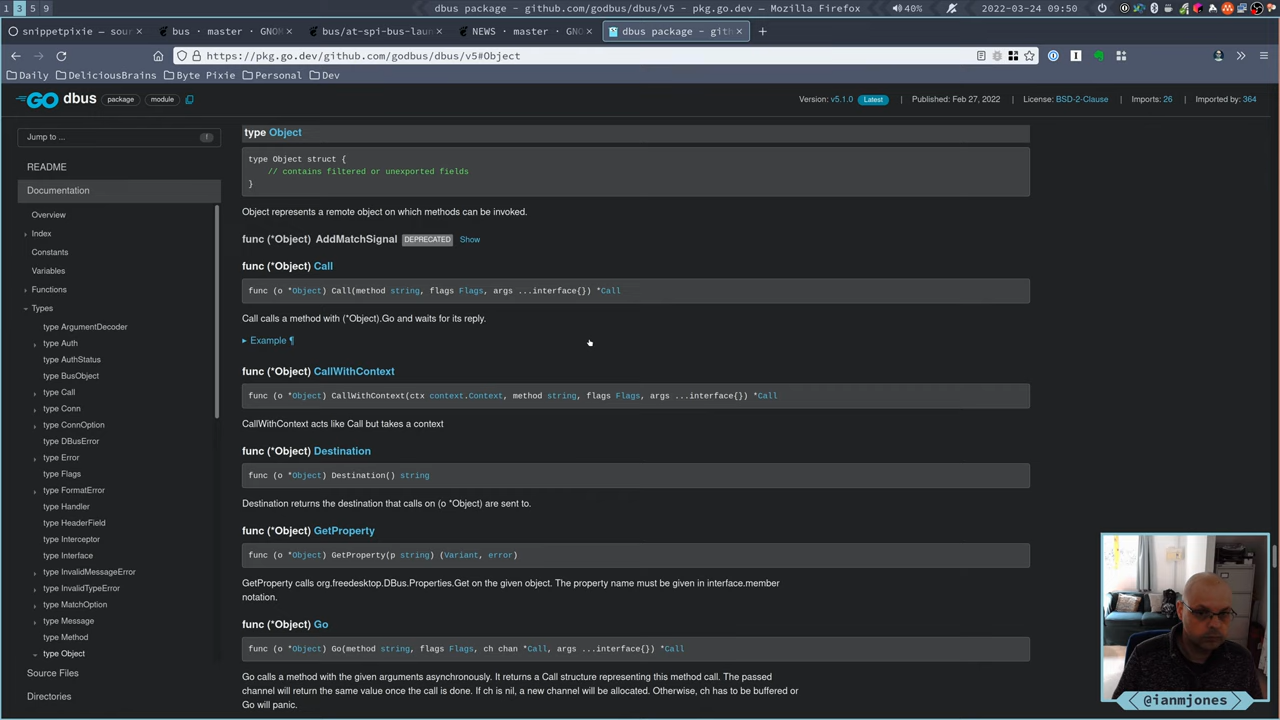 1 3 5 9
dbus package - github.com/godbus/dbus/v5 - pkg.go.dev — Mozilla Firefox
40%
2022-03-24 09:50
snippetpixie — sour
bus · master · GNOM
bus/at-spi-bus-laun
NEWS · master · GNO
dbus package - gith
https://pkg.go.dev/github.com/godbus/dbus/v5#Object
Daily
DeliciousBrains
Byte Pixie
Personal
Dev
GO dbus package module
Version: v5.1.0 Latest | Published: Feb 27, 2022 | License: BSD-2-Clause | Imports: 26 | Imported by: 364
Jump to ... f
README
Documentation
Overview
Index
Constants
Variables
Functions
Types
type ArgumentDecoder
type Auth
type AuthStatus
type BusObject
type Call
type Conn
type ConnOption
type DBusError
type Error
type Flags
type FormatError
type Handler
type HeaderField
type Interceptor
type Interface
type InvalidMessageError
type InvalidTypeError
type MatchOption
type Message
type Method
type Object
Source Files
Directories
type Object
type Object struct {
// contains filtered or unexported fields
}
Object represents a remote object on which methods can be invoked.
func (*Object) AddMatchSignal DEPRECATED Show
func (*Object) Call
func (o *Object) Call(method string, flags Flags, args ...interface{}) *Call
Call calls a method with (*Object).Go and waits for its reply.
▸ Example ¶
func (*Object) CallWithContext
func (o *Object) CallWithContext(ctx context.Context, method string, flags Flags, args ...interface{}) *Call
CallWithContext acts like Call but takes a context
func (*Object) Destination
func (o *Object) Destination() string
Destination returns the destination that calls on (o *Object) are sent to.
func (*Object) GetProperty
func (o *Object) GetProperty(p string) (Variant, error)
GetProperty calls org.freedesktop.DBus.Properties.Get on the given object. The property name must be given in interface.member
notation.
func (*Object) Go
func (o *Object) Go(method string, flags Flags, ch chan *Call, args ...interface{}) *Call
Go calls a method with the given arguments asynchronously. It returns a Call structure representing this method call. The passed
channel will return the same value once the call is done. If ch is nil, a new channel will be allocated. Otherwise, ch has to be buffered or
Go will panic.
@ianmjones